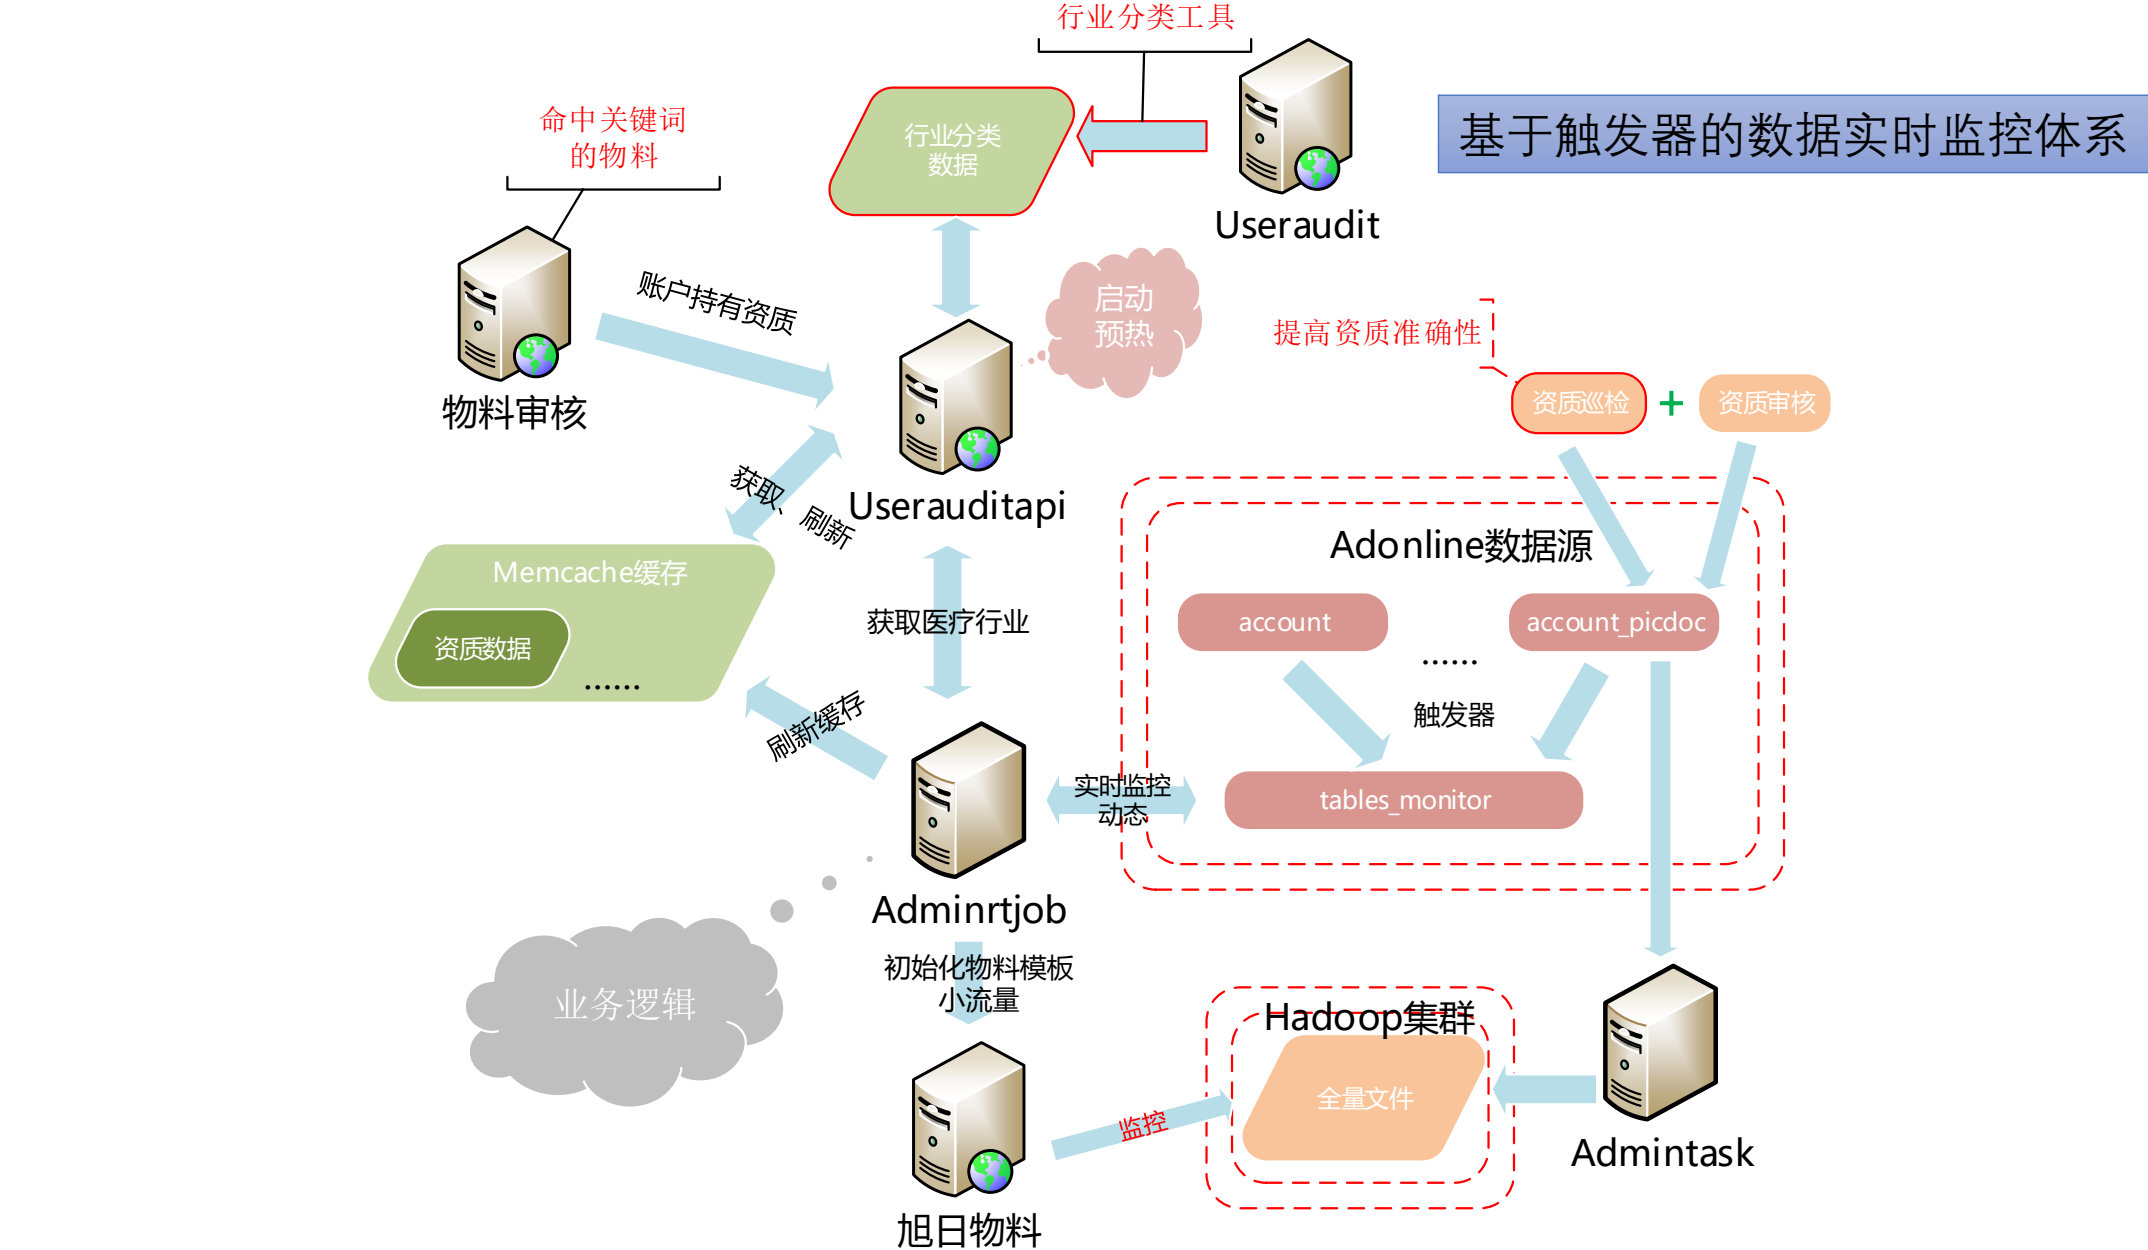 行业分类工具
基于触发器的数据实时监控体系
命中关键词
的物料
行业分类
数据
Useraudit
账户持有资质
启动
预热
提高资质准确性
资质巡检
+
资质审核
物料审核
获取、刷新
Userauditapi
Adonline数据源
Memcache缓存
资质数据
......
获取医疗行业
account
account_picdoc
......
触发器
刷新缓存
实时监控
动态
tables_monitor
Adminrtjob
初始化物料模板
小流量
业务逻辑
Hadoop集群
全量文件
监控
Admintask
旭日物料